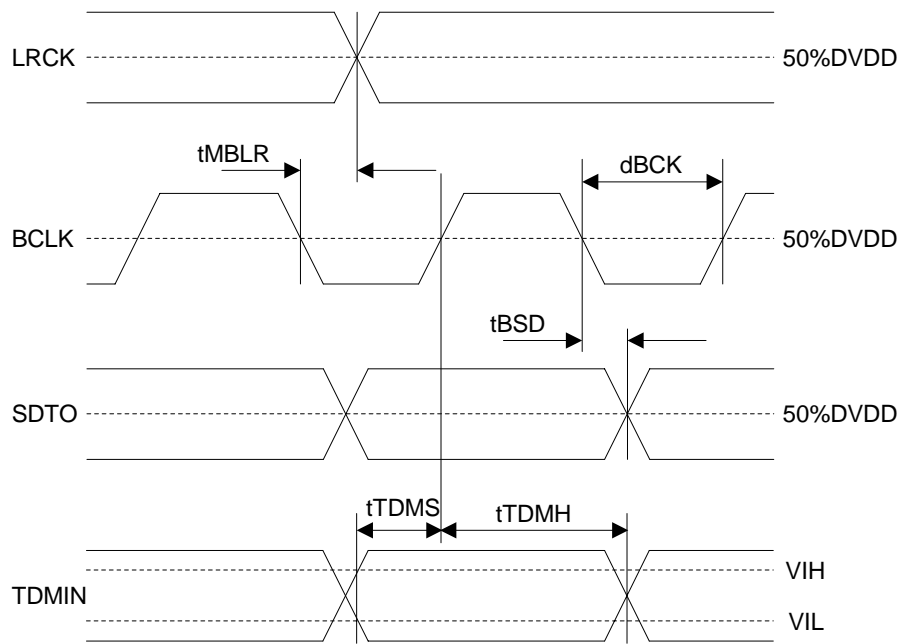 LRCK
50%DVDD
tMBLR
dBCK
BCLK
50%DVDD
tBSD
SDTO
50%DVDD
tTDMS
tTDMH
VIH
TDMIN
VIL